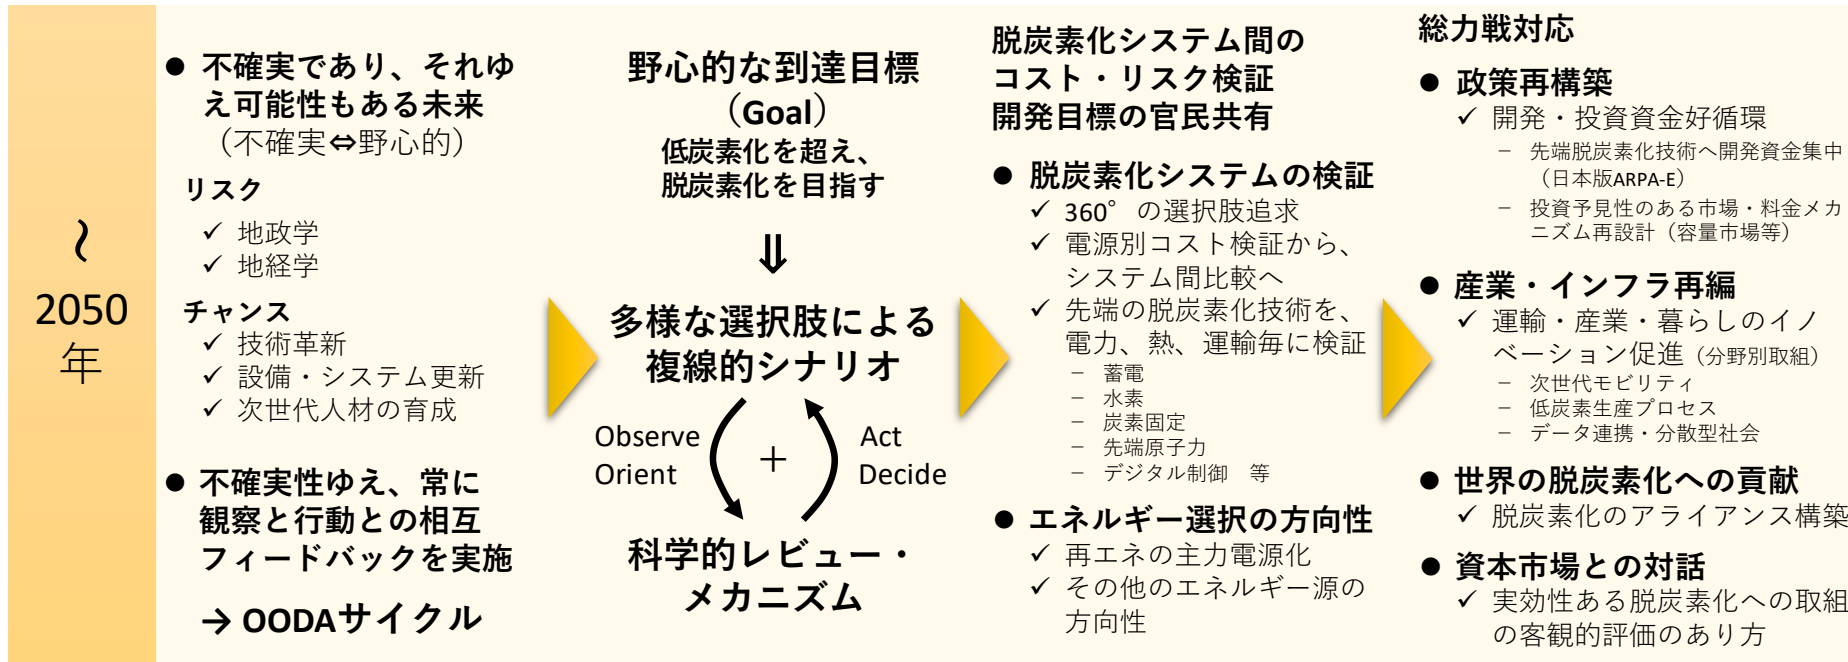 ～
2050
年
● 不確実であり、それゆ
え可能性もある未来
（不確実⇔野心的）
リスク
✓ 地政学
✓ 地経学
チャンス
✓ 技術革新
✓ 設備・システム更新
✓ 次世代人材の育成
● 不確実性ゆえ、常に
観察と行動との相互
フィードバックを実施
→ OODAサイクル
野心的な到達目標
（Goal）
低炭素化を超え、
脱炭素化を目指す
⇓
多様な選択肢による
複線的シナリオ
Observe
Orient
＋
Act
Decide
科学的レビュー・
メカニズム
脱炭素化システム間の
コスト・リスク検証
開発目標の官民共有
● 脱炭素化システムの検証
✓ 360°の選択肢追求
✓ 電源別コスト検証から、
システム間比較へ
✓ 先端の脱炭素化技術を、
電力、熱、運輸毎に検証
− 蓄電
− 水素
− 炭素固定
− 先端原子力
− デジタル制御　等
● エネルギー選択の方向性
✓ 再エネの主力電源化
✓ その他のエネルギー源の
方向性
総力戦対応
● 政策再構築
✓ 開発・投資資金好循環
− 先端脱炭素化技術へ開発資金集中
（日本版ARPA-E）
− 投資予見性のある市場・料金メカ
ニズム再設計（容量市場等）
● 産業・インフラ再編
✓ 運輸・産業・暮らしのイノ
ベーション促進（分野別取組）
− 次世代モビリティ
− 低炭素生産プロセス
− データ連携・分散型社会
● 世界の脱炭素化への貢献
✓ 脱炭素化のアライアンス構築
● 資本市場との対話
✓ 実効性ある脱炭素化への取組
の客観的評価のあり方